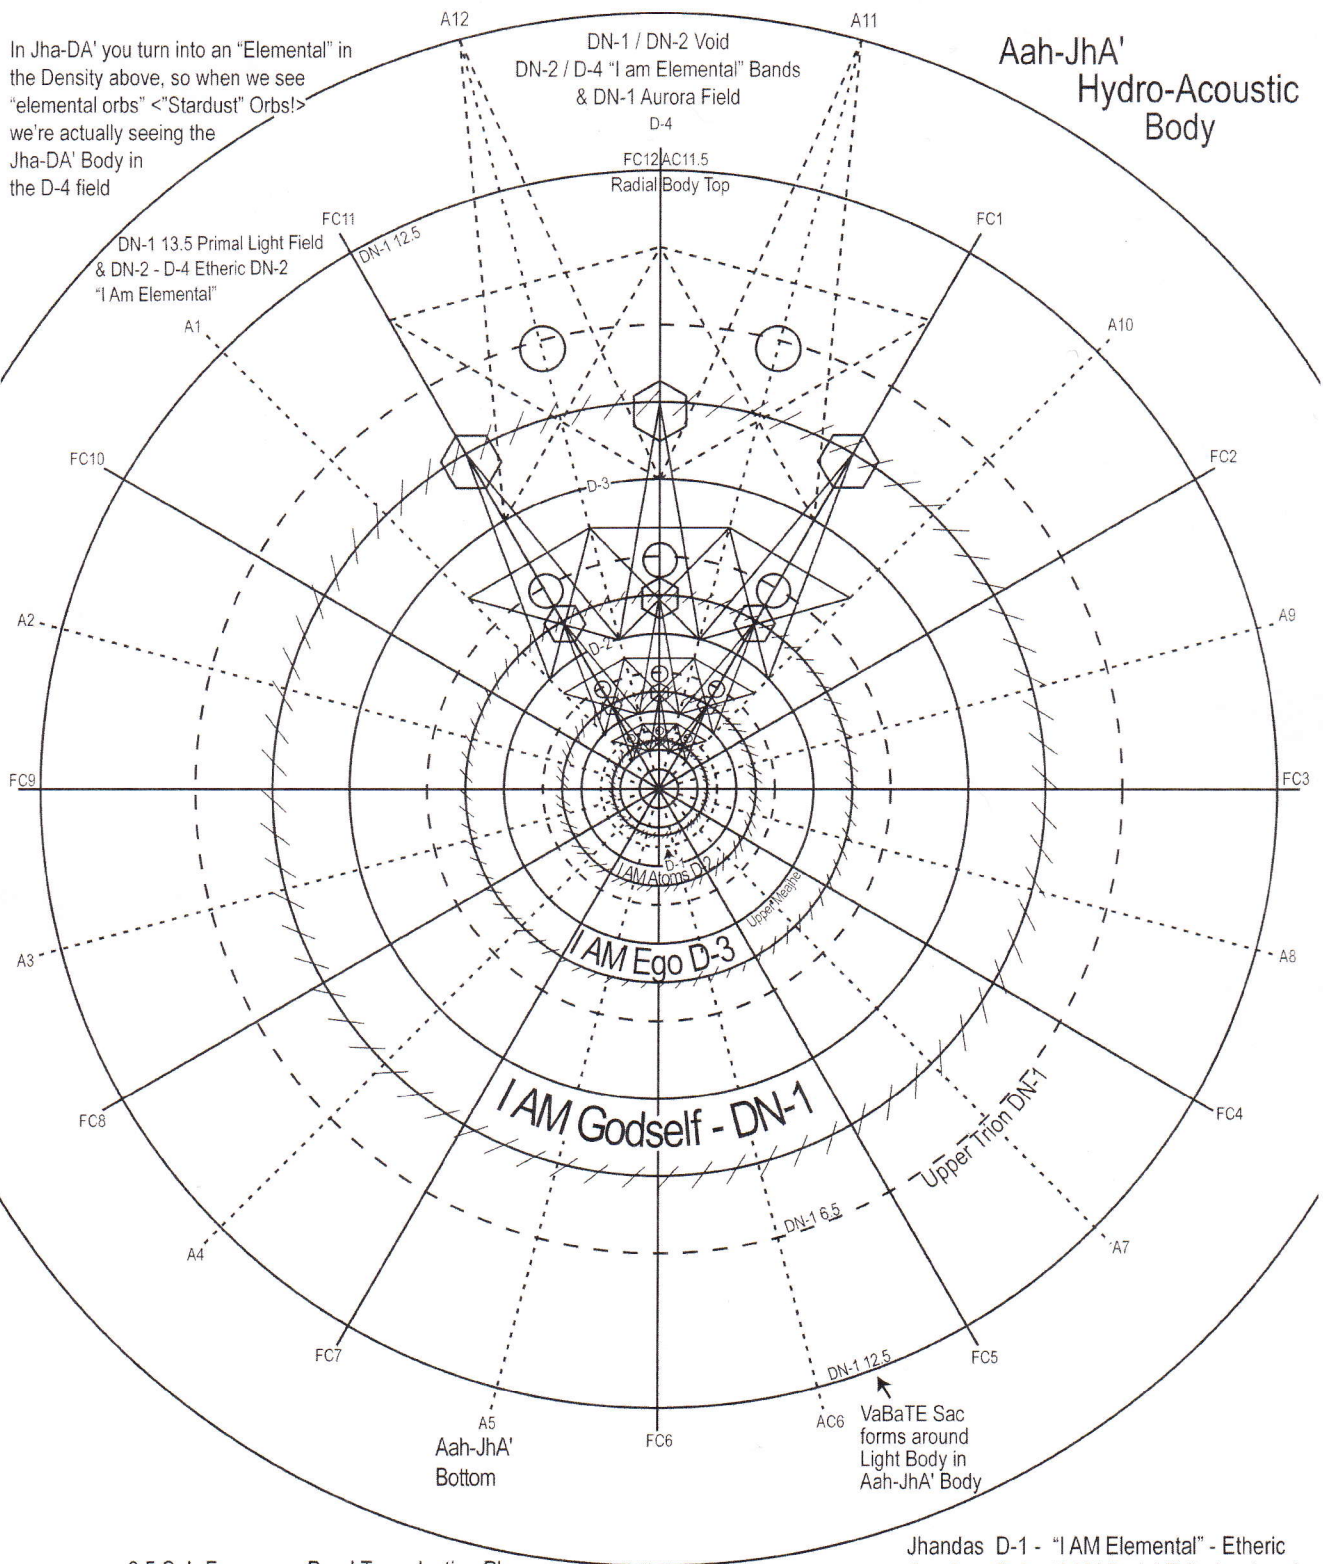 A12
A11
In Jha-DA' you turn into an “Elemental” in
the Density above, so when we see
“elemental orbs” <”Stardust” Orbs!>
we're actually seeing the
Jha-DA' Body in
the D-4 field
DN-1 / DN-2 Void
DN-2 / D-4 “I am Elemental” Bands
& DN-1 Aurora Field
D-4
Aah-JhA'
Hydro-Acoustic
Body
FC12 AC11.5
Radial Body Top
FC11
DN-1 12.5
FC1
DN-1 13.5 Primal Light Field
& DN-2 - D-4 Etheric DN-2
“I Am Elemental”
A1
A10
FC10
FC2
D-3
A2
A9
D-2
FC9
FC3
D-1
I AM Atoms D-2
Upper Meajhe
I AM Ego D-3
A3
A8
I AM Godself - DN-1
FC8
FC4
Upper Trion DN-1
DN-1 6.5
A4
A7
FC7
FC5
DN-1 12.5
A5
FC6
AC6
Aah-JhA'
Bottom
VaBaTE Sac
forms around
Light Body in
Aah-JhA' Body
Jhandas D-1 - “I AM Elemental” - Etheric